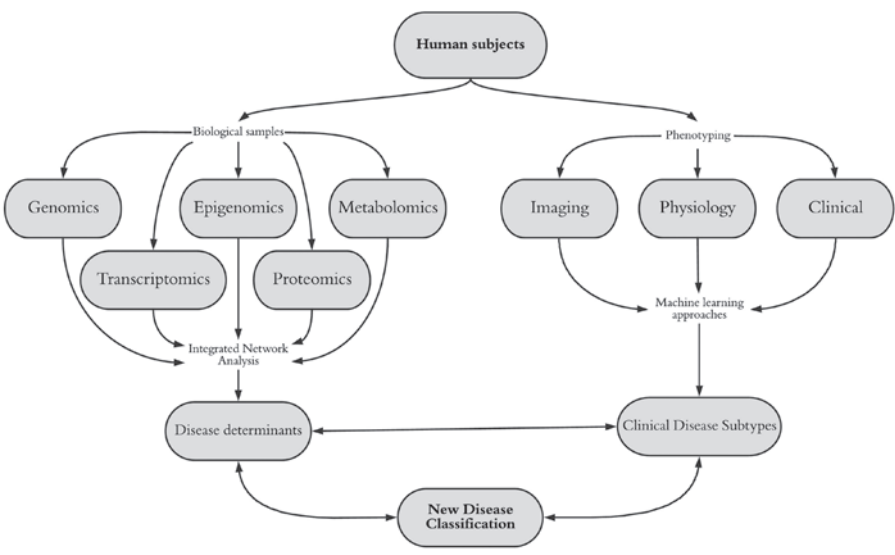 Human subjects
Biological samples
Phenotyping
Genomics
Epigenomics
Metabolomics
Imaging
Physiology
Clinical
Transcriptomics
Proteomics
Machine learning
approaches
Integrated Network
Analysis
Disease determinants
Clinical Disease Subtypes
New Disease
Classification